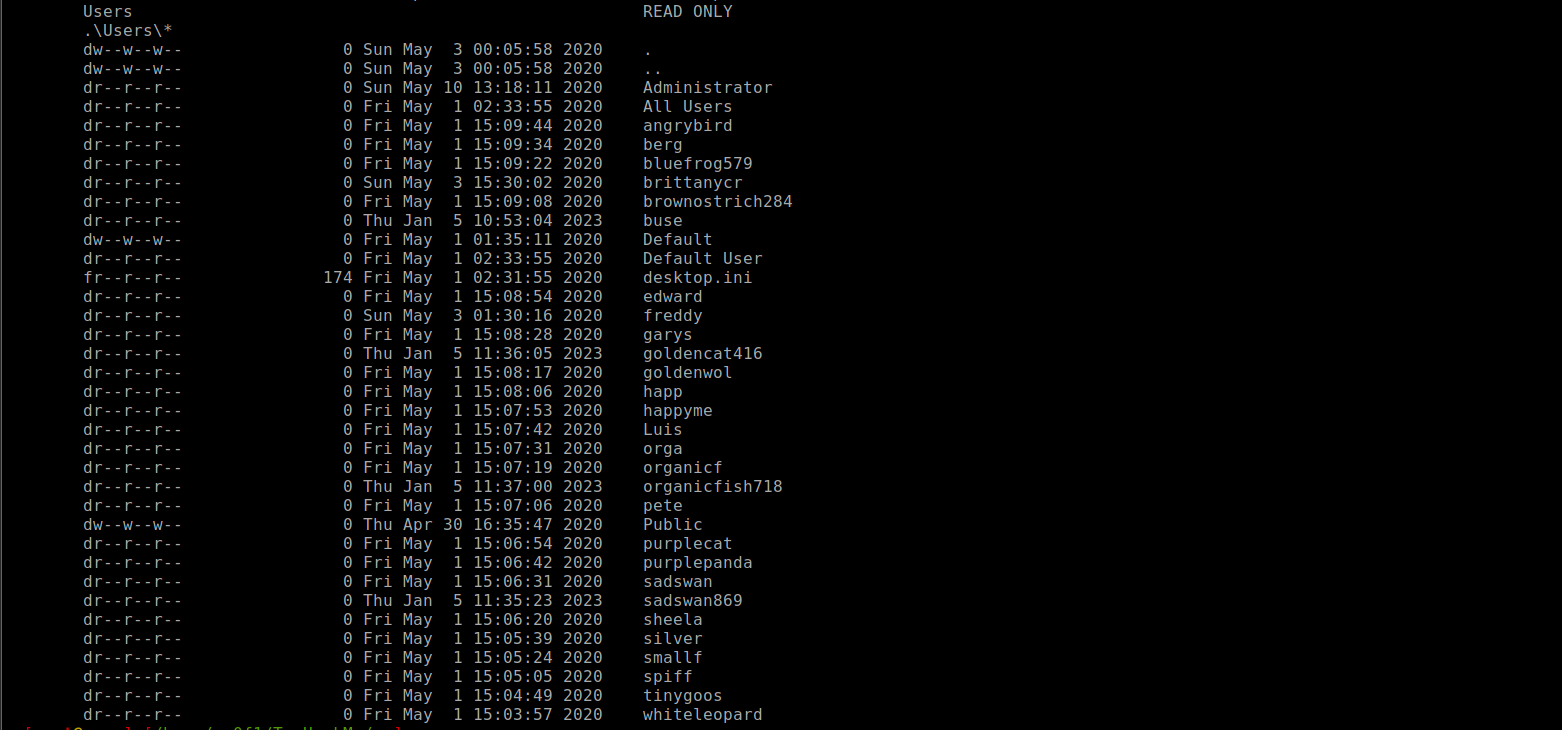 Users READ ONLY
.\Users\*
dw--w--w-- 0 Sun May 3 00:05:58 2020 .
dw--w--w-- 0 Sun May 3 00:05:58 2020 ..
dr--r--r-- 0 Sun May 10 13:18:11 2020 Administrator
dr--r--r-- 0 Fri May 1 02:33:55 2020 All Users
dr--r--r-- 0 Fri May 1 15:09:44 2020 angrybird
dr--r--r-- 0 Fri May 1 15:09:34 2020 berg
dr--r--r-- 0 Fri May 1 15:09:22 2020 bluefrog579
dr--r--r-- 0 Sun May 3 15:30:02 2020 brittanycr
dr--r--r-- 0 Fri May 1 15:09:08 2020 brownostrich284
dr--r--r-- 0 Thu Jan 5 10:53:04 2023 buse
dw--w--w-- 0 Fri May 1 01:35:11 2020 Default
dr--r--r-- 0 Fri May 1 02:33:55 2020 Default User
fr--r--r-- 174 Fri May 1 02:31:55 2020 desktop.ini
dr--r--r-- 0 Fri May 1 15:08:54 2020 edward
dr--r--r-- 0 Sun May 3 01:30:16 2020 freddy
dr--r--r-- 0 Fri May 1 15:08:28 2020 garys
dr--r--r-- 0 Thu Jan 5 11:36:05 2023 goldencat416
dr--r--r-- 0 Fri May 1 15:08:17 2020 goldenwol
dr--r--r-- 0 Fri May 1 15:08:06 2020 happ
dr--r--r-- 0 Fri May 1 15:07:53 2020 happyme
dr--r--r-- 0 Fri May 1 15:07:42 2020 Luis
dr--r--r-- 0 Fri May 1 15:07:31 2020 orga
dr--r--r-- 0 Fri May 1 15:07:19 2020 organicf
dr--r--r-- 0 Thu Jan 5 11:37:00 2023 organicfish718
dr--r--r-- 0 Fri May 1 15:07:06 2020 pete
dw--w--w-- 0 Thu Apr 30 16:35:47 2020 Public
dr--r--r-- 0 Fri May 1 15:06:54 2020 purplecat
dr--r--r-- 0 Fri May 1 15:06:42 2020 purplepanda
dr--r--r-- 0 Fri May 1 15:06:31 2020 sadswan
dr--r--r-- 0 Thu Jan 5 11:35:23 2023 sadswan869
dr--r--r-- 0 Fri May 1 15:06:20 2020 sheela
dr--r--r-- 0 Fri May 1 15:05:39 2020 silver
dr--r--r-- 0 Fri May 1 15:05:24 2020 smallf
dr--r--r-- 0 Fri May 1 15:05:05 2020 spiff
dr--r--r-- 0 Fri May 1 15:04:49 2020 tinygoos
dr--r--r-- 0 Fri May 1 15:03:57 2020 whiteleopard